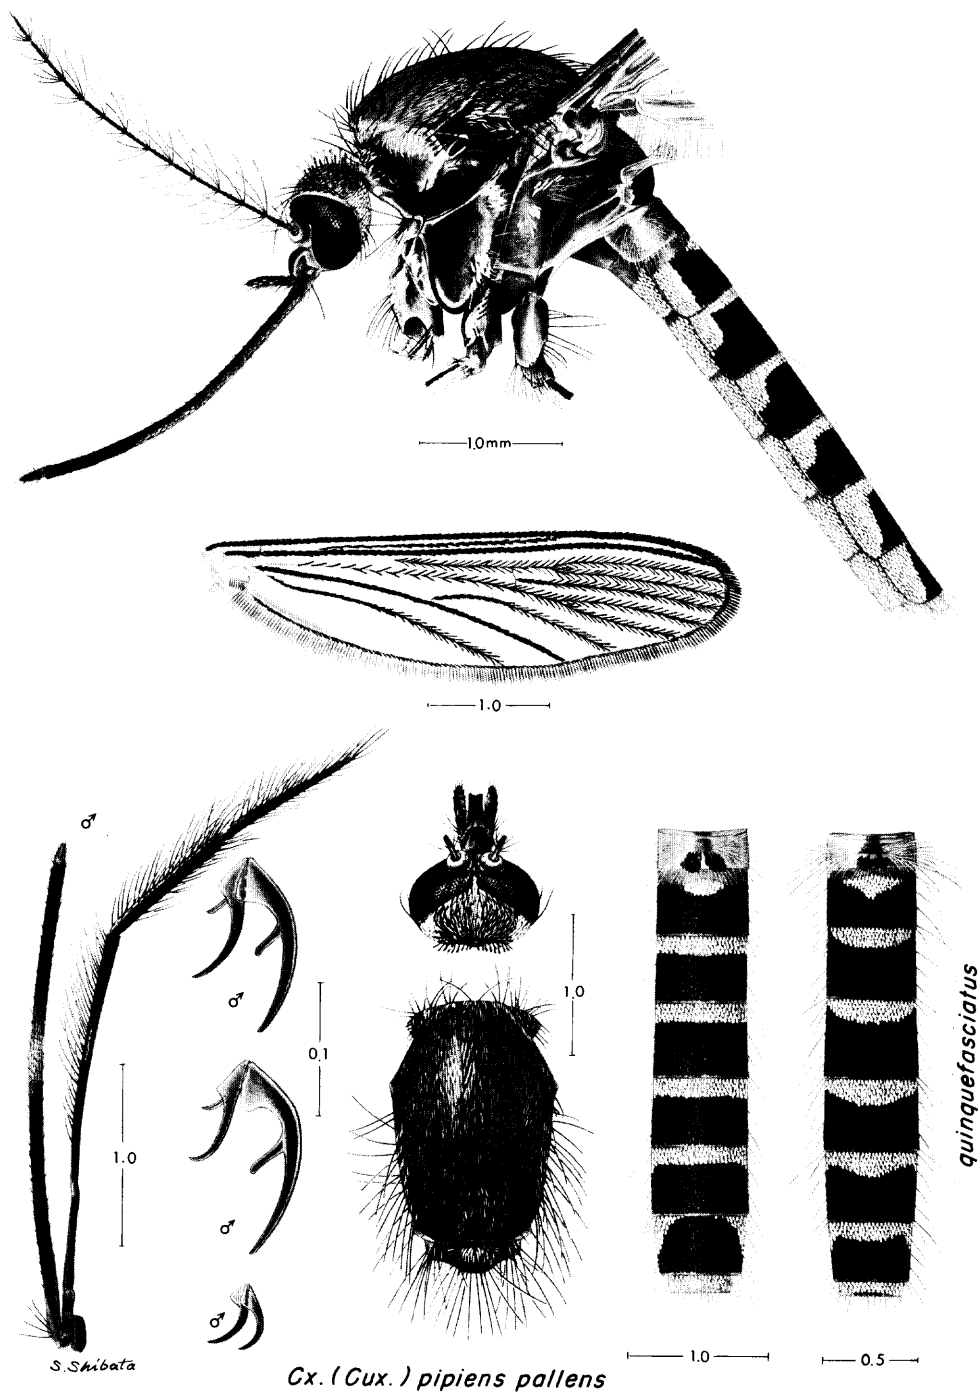 1.0mm
1.0
♂
♂
1.0
0.1
1.0
♂
♂
quinquefasciatus
S. Shibata
1.0
0.5
Cx. (Cux.) pipiens pallens